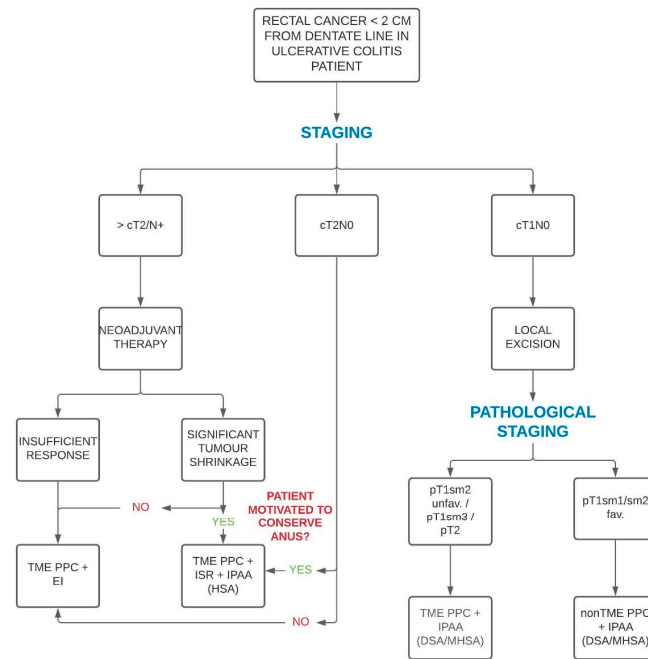 RECTAL CANCER < 2 CM
FROM DENTATE LINE IN
ULCERATIVE COLITIS
PATIENT
STAGING
> cT2/N+
cT2N0
cT1N0
NEOADJUVANT
THERAPY
LOCAL
EXCISION
INSUFFICIENT
RESPONSE
SIGNIFICANT
TUMOUR
SHRINKAGE
PATHOLOGICAL
STAGING
NO
YES
PATIENT
MOTIVATED TO
CONSERVE
ANUS?
pT1sm2
unfav. /
pT1sm3 /
pT2
pT1sm1/sm2
fav.
TME PPC +
EI
TME PPC +
ISR + IPAA
(HSA)
YES
NO
TME PPC +
IPAA
(DSA/MHSA)
nonTME PPC
+ IPAA
(DSA/MHSA)